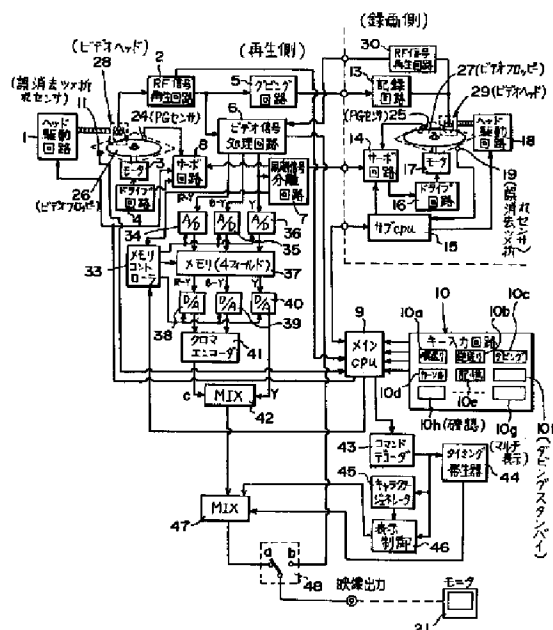 (録画側)
(ビデオヘッド)
(再生側)
28
2
RF信号
再生回路
5
ダビング
回路
13
記録
回路
30
RF信号
再生回路
27(ビデオフロッピ)
29(ビデオヘッド)
(誤消去ツメ折
れセンサ)
11
24(PGセンサ)
6
ビデオ信号
処理回路
(PGセンサ)
25
1
ヘッド
駆動
回路
8
サーボ
回路
14
サーボ
回路
ヘッド
駆動
回路
18
3
モータ
26
(ビデオフロッピ)
ドライブ
回路
4
同期信号
分離
回路
7
モータ
17
19
(誤消去ツメ折
れセンサ)
ドライブ
回路
16
サブcpu
15
R-Y
B-Y
Y
A/D
A/D
A/D
34
35
36
33
メモリ
コント
ローラ
メモリ(4フィールド)
37
R-Y
B-Y
Y
D/A
D/A
D/A
38
39
40
クロマ
エンコーダ
41
c
Y
MIX
42
9
メイン
cpu
10
キー入力回路
10a
10b
10c
ダビング
10d
カーソル
10e
10f
(ダビングスタンバイ)
10g
(マルチ
表示)
10h(確認)
43
コマンド
デコーダ
タイミング
発生器
44
45
キャラクタ
ジェネレータ
表示
制御
46
47
MIX
a
b
48
映像出力
モニタ
21